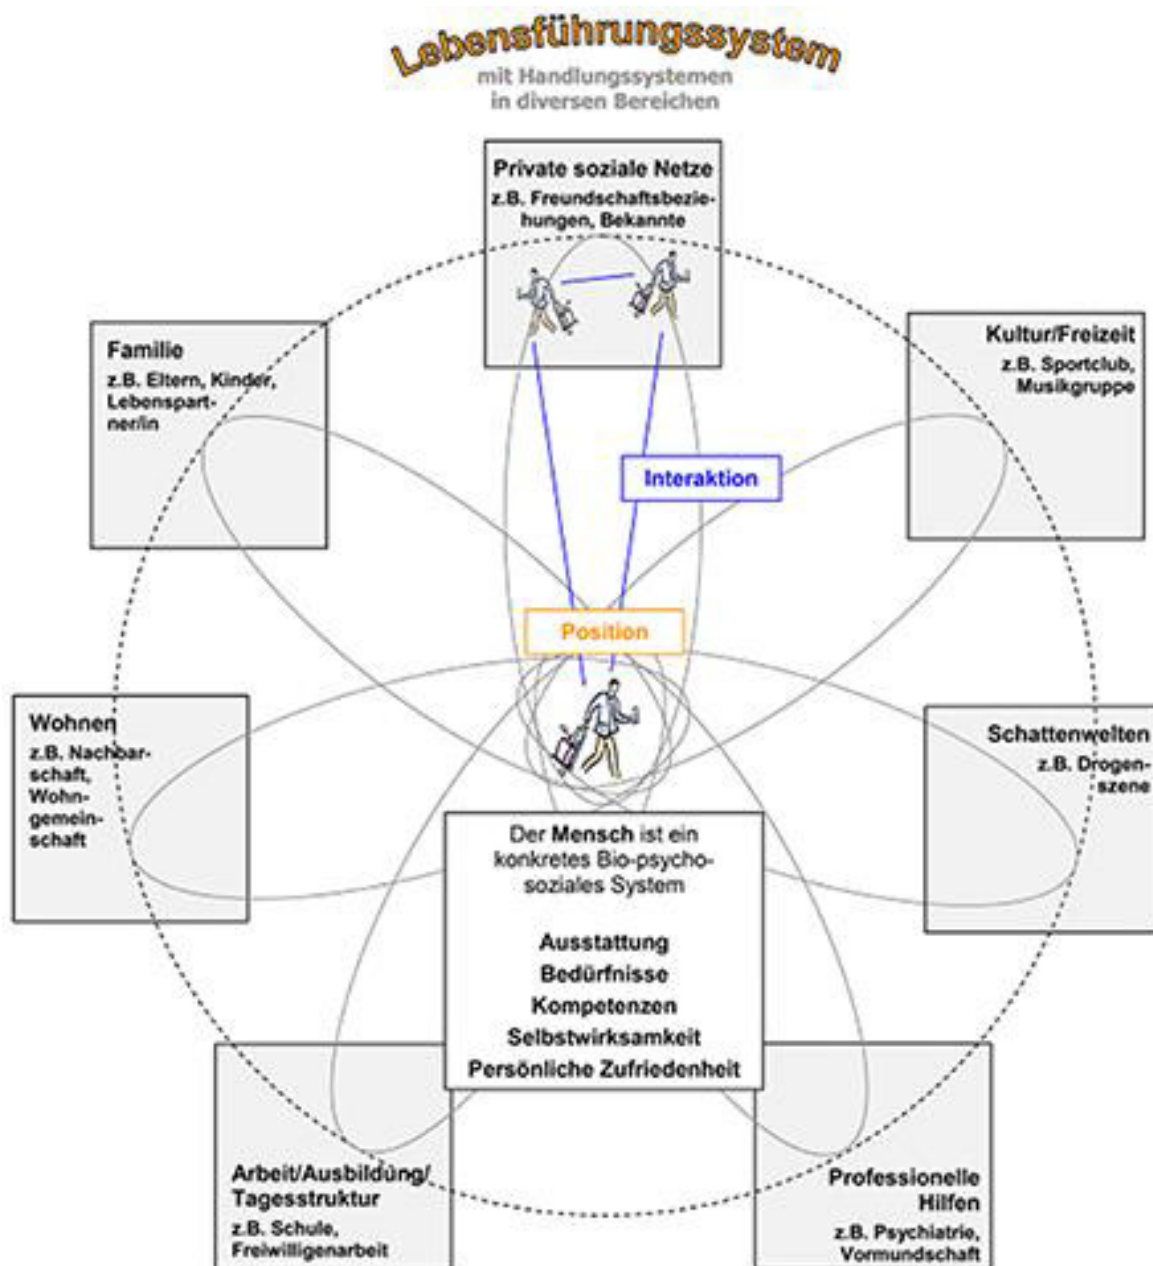 Lebensführungssystem
mit Handlungssystemen
in diversen Bereichen
Private soziale Netze
z.B. Freundschaftsbezie-
hungen, Bekannte
Familie
z.B. Eltern, Kinder,
Lebenspart-
ner/in
Kultur/Freizeit
z.B. Sportclub,
Musikgruppe
Interaktion
Position
Wohnen
z.B. Nachbar-
schaft,
Wohn-
gemein-
schaft
Schattenwelten
z.B. Drogen-
szene
Der Mensch ist ein
konkretes Bio-psycho-
soziales System
Ausstattung
Bedürfnisse
Kompetenzen
Selbstwirksamkeit
Persönliche Zufriedenheit
Arbeit/Ausbildung/
Tagesstruktur
z.B. Schule,
Freiwilligenarbeit
Professionelle
Hilfen
z.B. Psychiatrie,
Vormundschaft